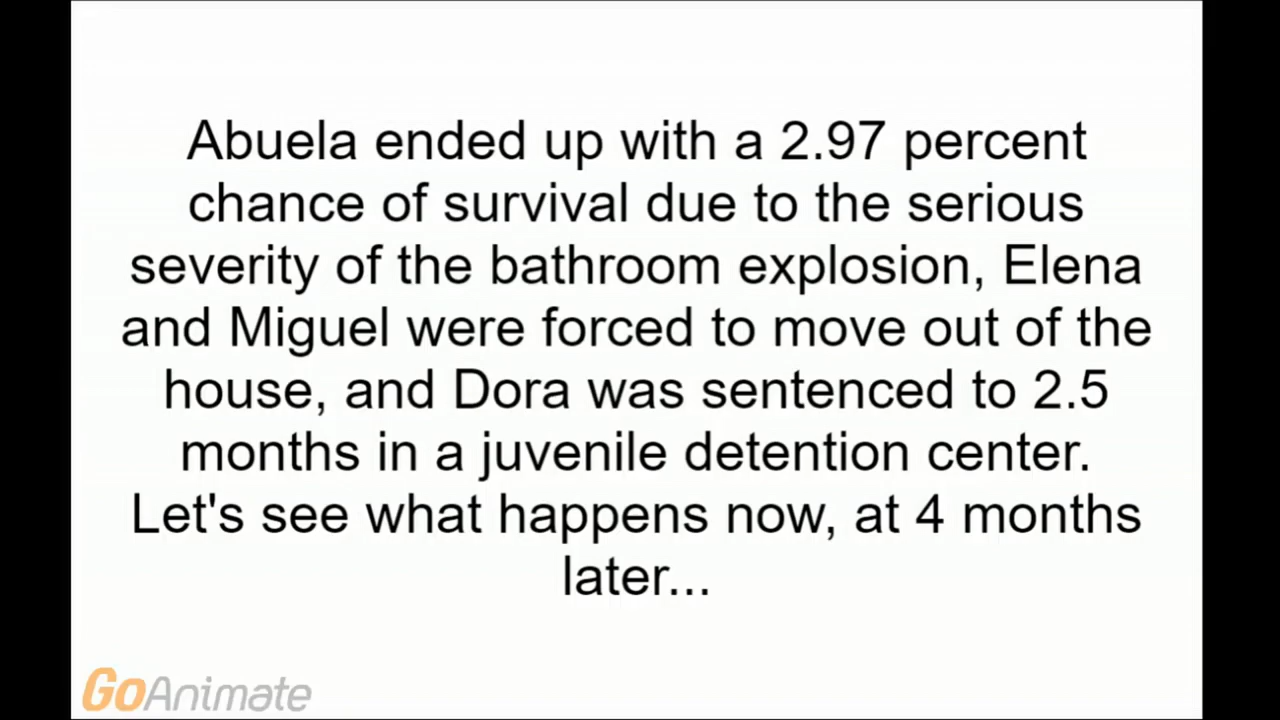 Abuela ended up with a 2.97 percent
chance of survival due to the serious
severity of the bathroom explosion, Elena
and Miguel were forced to move out of the
house, and Dora was sentenced to 2.5
months in a juvenile detention center.
Let's see what happens now, at 4 months
later...
GoAnimate